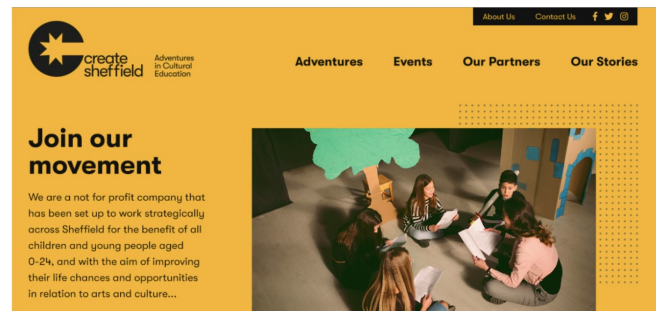 About Us Contact Us
create
sheffield
Adventures
in Cultural
Education
Adventures Events Our Partners Our Stories
Join our
movement
We are a not for profit company that
has been set up to work strategically
across Sheffield for the benefit of all
children and young people aged
0-24, and with the aim of improving
their life chances and opportunities
in relation to arts and culture...